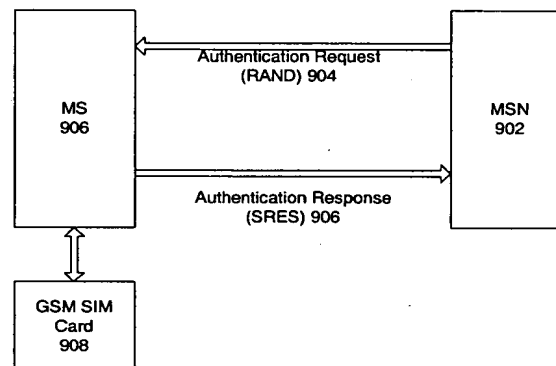 Authentication Request
(RAND) 904
MS
906
MSN
902
Authentication Response
(SRES) 906
GSM SIM
Card
908